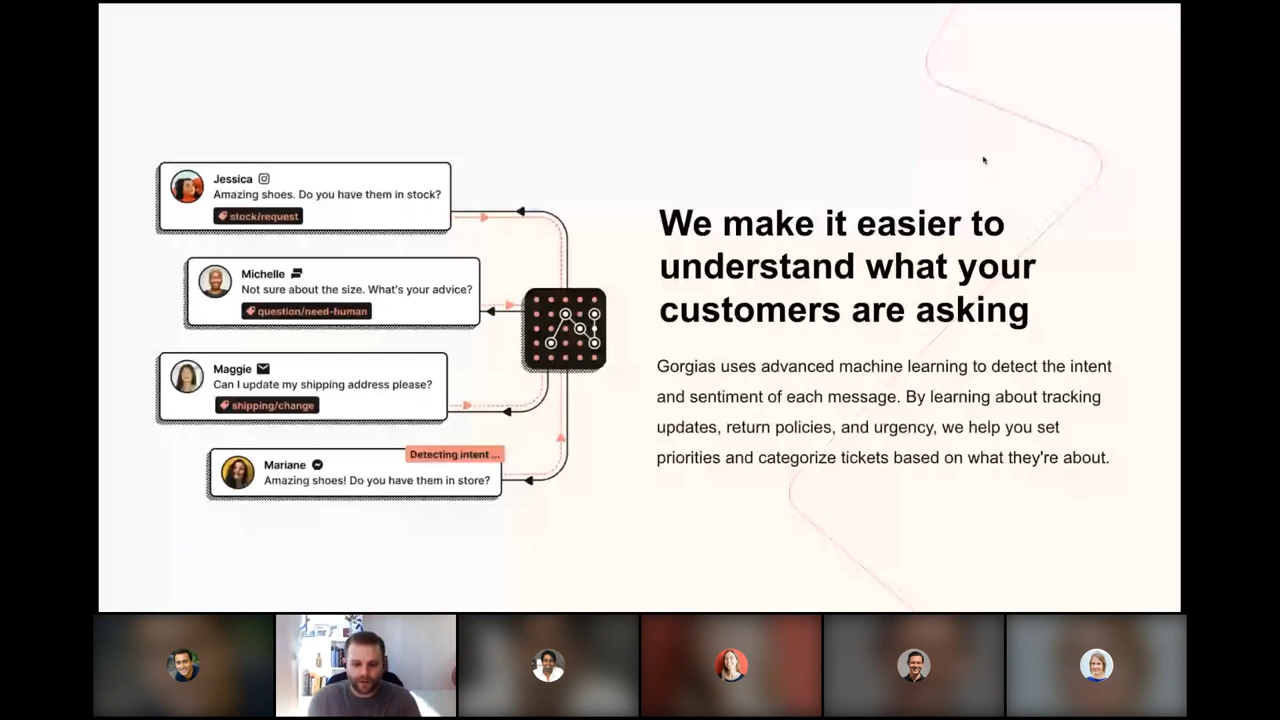 Jessica
Amazing shoes. Do you have them in stock?
stock/request
Michelle
Not sure about the size. What's your advice?
question/need-human
Maggie
Can I update my shipping address please?
shipping/change
Detecting intent ...
Mariane
Amazing shoes! Do you have them in store?
We make it easier to
understand what your
customers are asking
Gorgias uses advanced machine learning to detect the intent
and sentiment of each message. By learning about tracking
updates, return policies, and urgency, we help you set
priorities and categorize tickets based on what they're about.